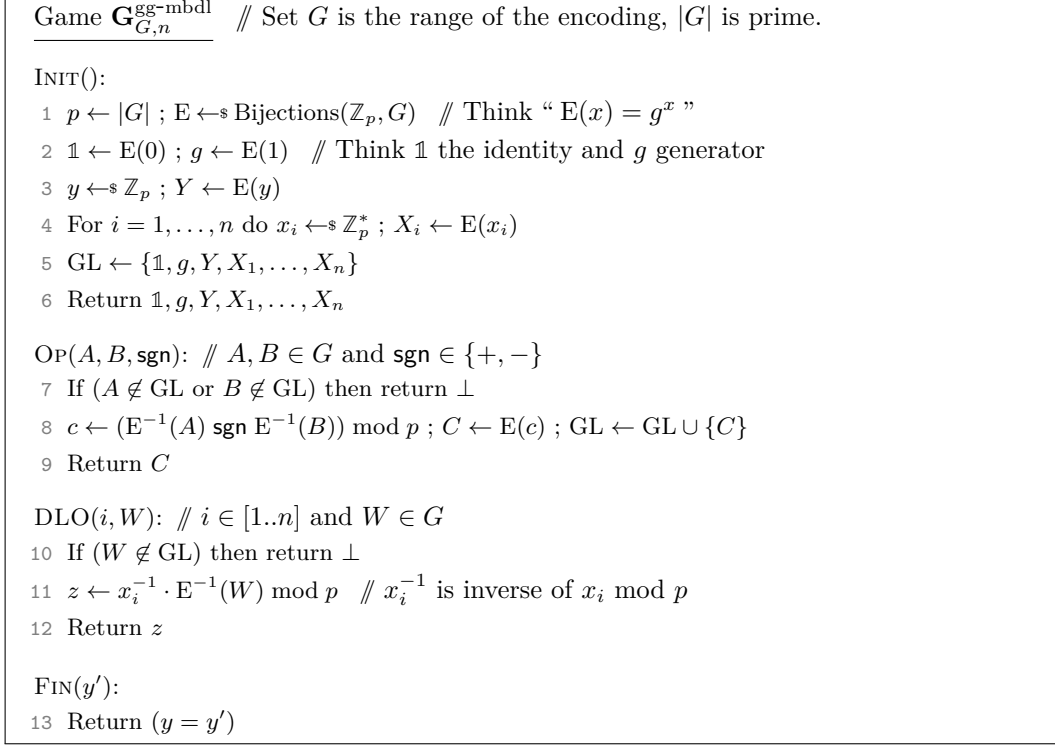 Game G^{gg-mbdl}_{G,n} // Set G is the range of the encoding, |G| is prime.
INIT():
1 p ← |G| ; E ←$ Bijections(ℤ_p, G) // Think “ E(x) = g^x ”
2 𝟙 ← E(0) ; g ← E(1) // Think 𝟙 the identity and g generator
3 y ←$ ℤ_p ; Y ← E(y)
4 For i = 1, . . . , n do x_i ←$ ℤ_p^* ; X_i ← E(x_i)
5 GL ← {𝟙, g, Y, X_1, . . . , X_n}
6 Return 𝟙, g, Y, X_1, . . . , X_n
OP(A, B, sgn): // A, B ∈ G and sgn ∈ {+, −}
7 If (A ∉ GL or B ∉ GL) then return ⊥
8 c ← (E^{-1}(A) sgn E^{-1}(B)) mod p ; C ← E(c) ; GL ← GL ∪ {C}
9 Return C
DLO(i, W): // i ∈ [1..n] and W ∈ G
10 If (W ∉ GL) then return ⊥
11 z ← x_i^{-1} · E^{-1}(W) mod p // x_i^{-1} is inverse of x_i mod p
12 Return z
FIN(y′):
13 Return (y = y′)